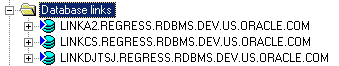 Database links
LINKA2.REGRESS.RDBMS.DEV.US.ORACLE.COM
LINKCS.REGRESS.RDBMS.DEV.US.ORACLE.COM
LINKDJTSJ.REGRESS.RDBMS.DEV.US.ORACLE.COM